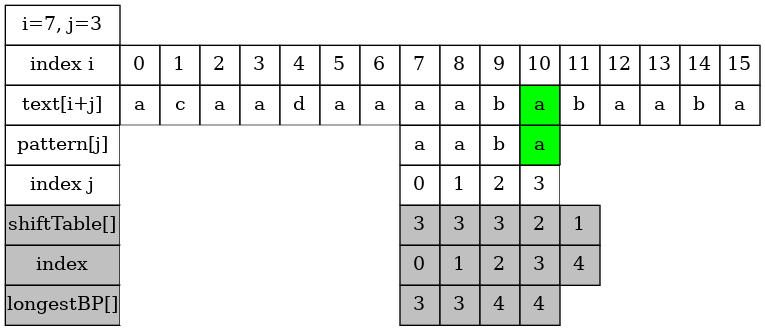 i=7, j=3
index i 0 1 2 3 4 5 6 7 8 9 10 11 12 13 14 15
text[i+j] a c a a d a a a a b a b a a b a
pattern[j] a a b a
index j 0 1 2 3
shiftTable[] 3 3 3 2 1
index 0 1 2 3 4
longestBP[] 3 3 4 4